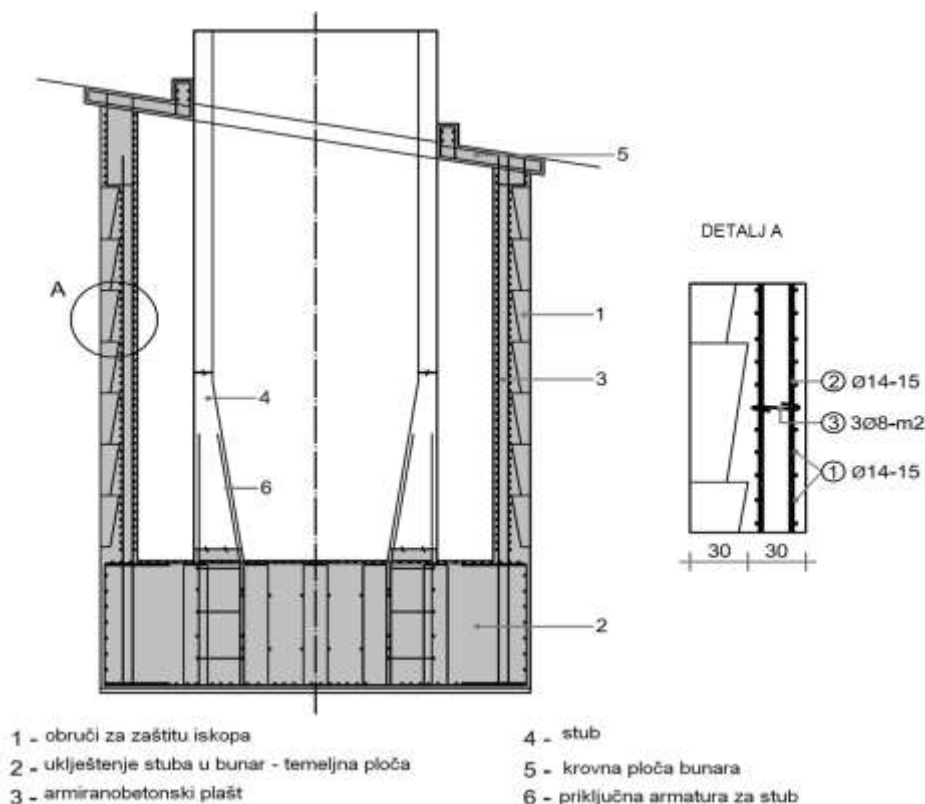 5
DETALJ A
A
1
3
4
② Ø14-15
③ 3Ø8-m2
① Ø14-15
6
30 30
2
1 - obruči za zaštitu iskopa
2 - uklještenje stuba u bunar - temeljna ploča
3 - armiranobetonski plašt
4 - stub
5 - krovna ploča bunara
6 - priključna armatura za stub